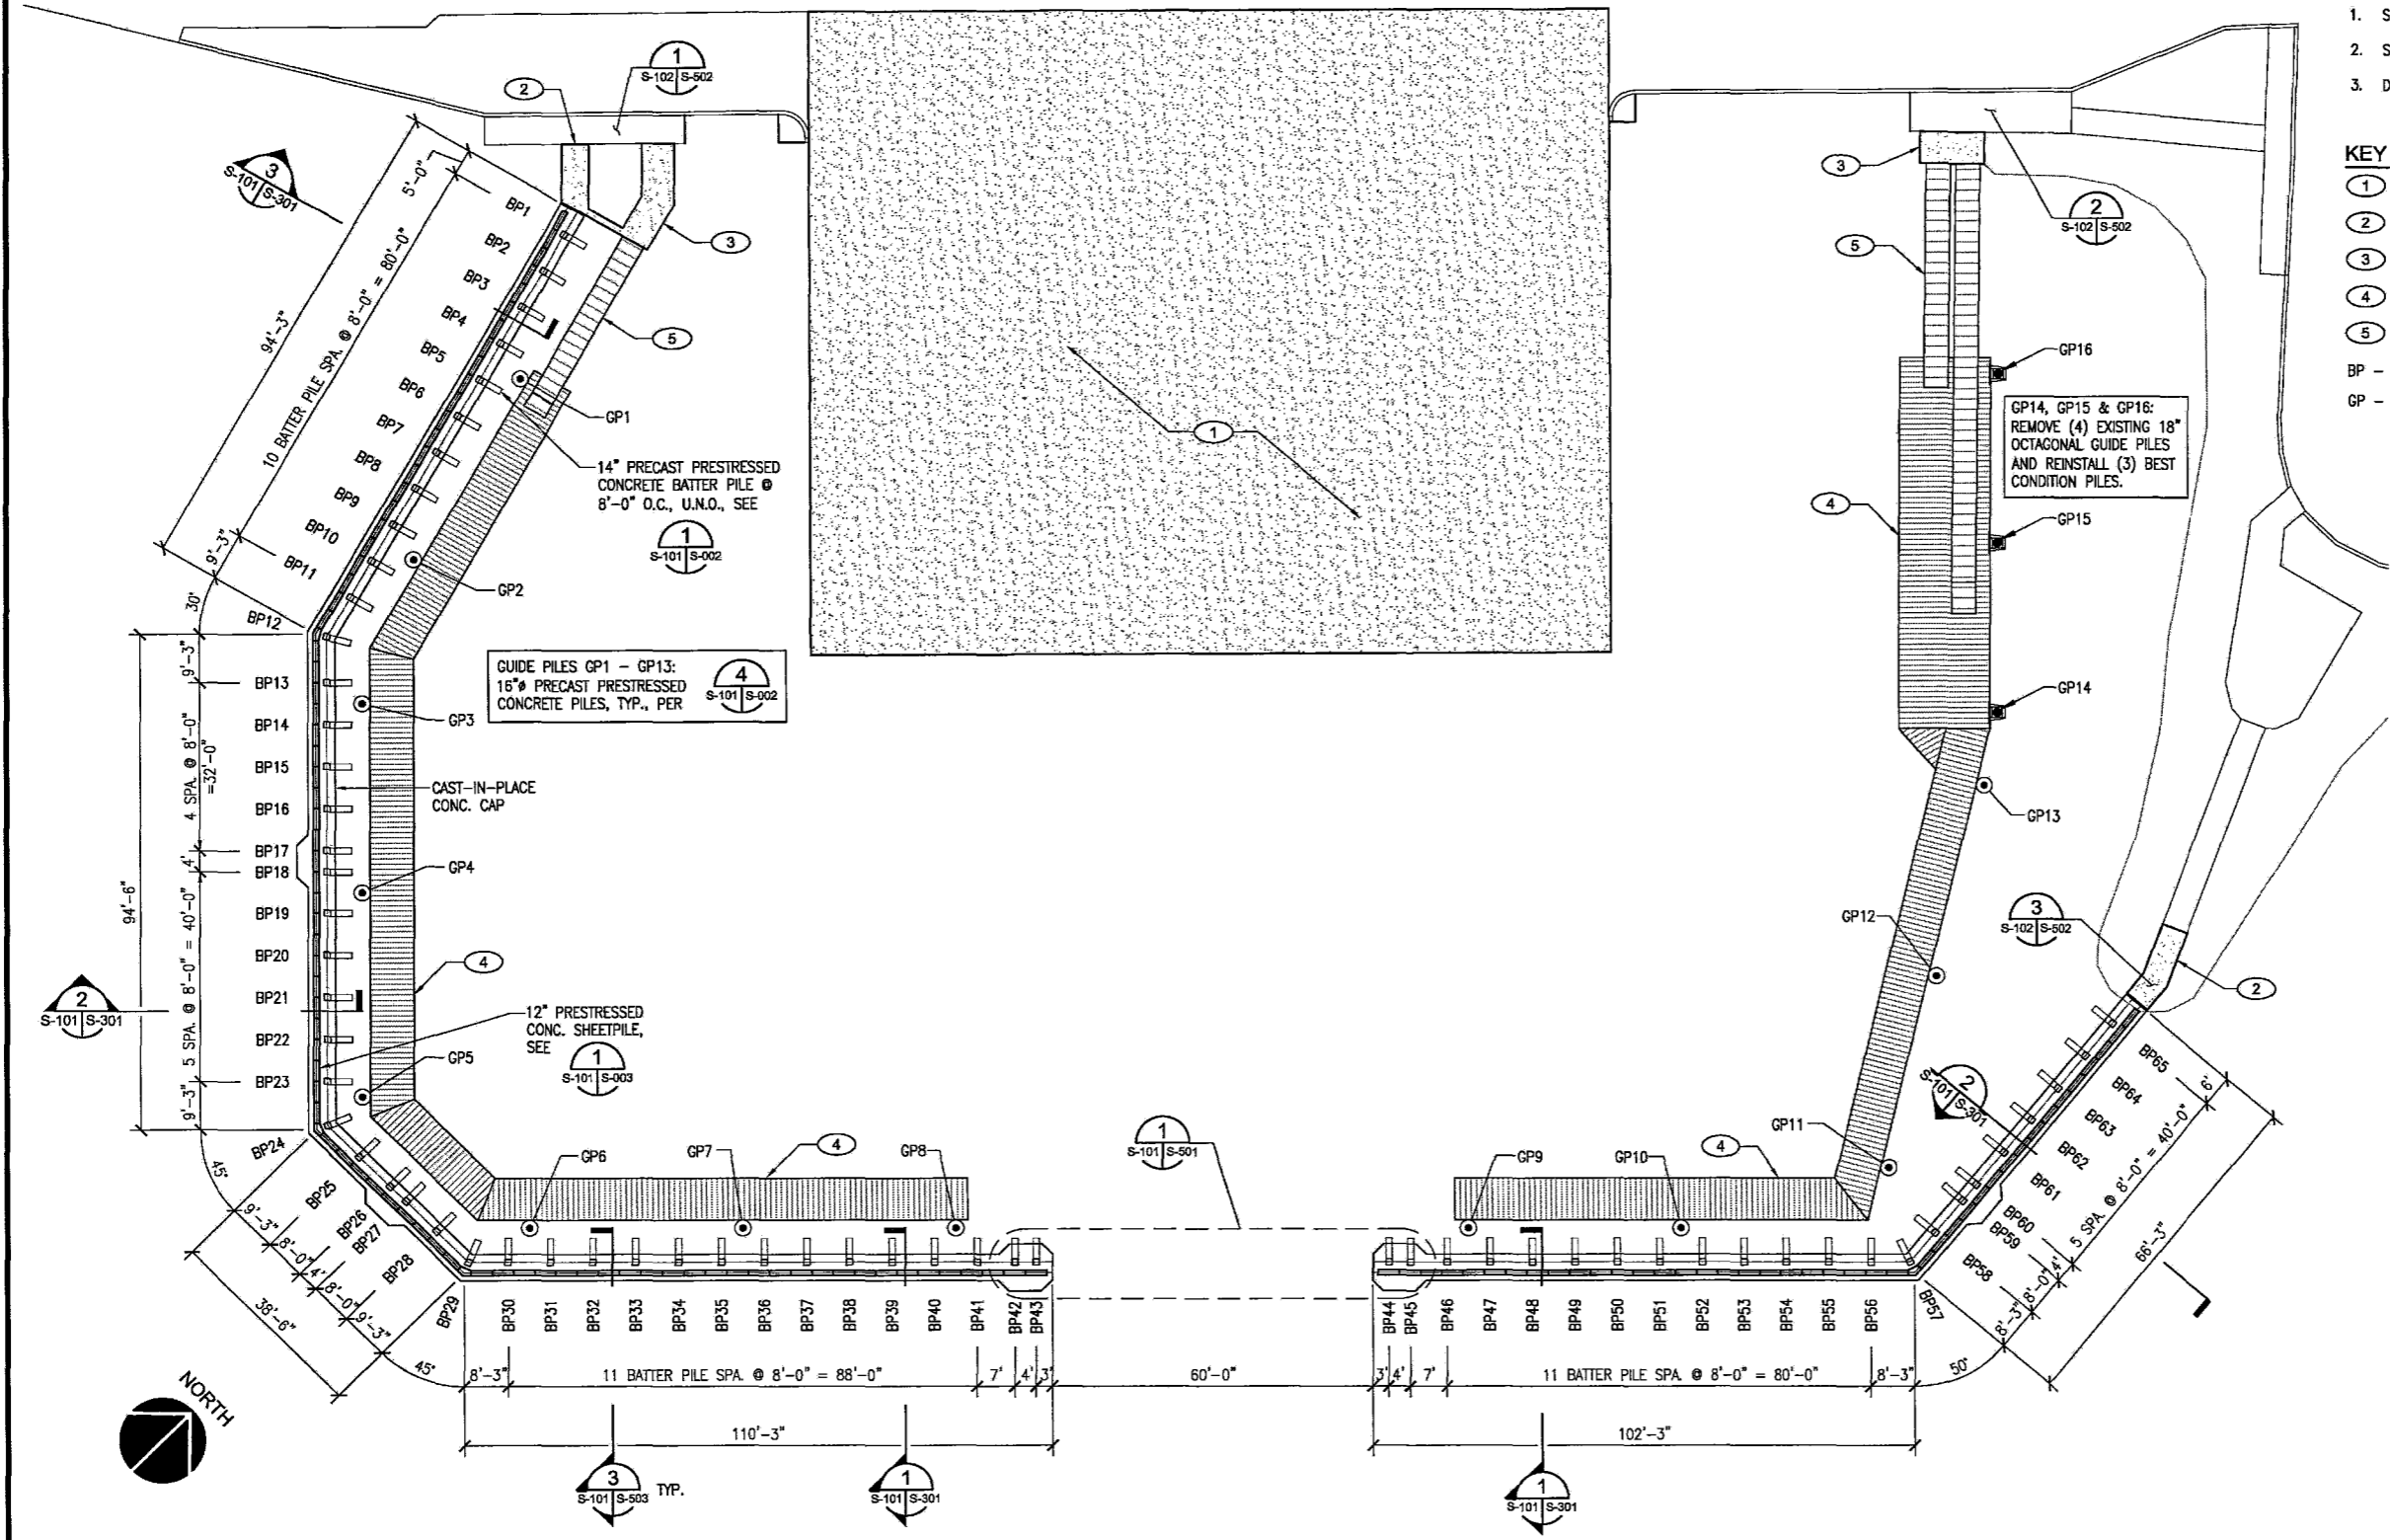 1. S
2. S
3. D
KEY
1
2
3
4
5
BP –
GP –
1
S-102 S-502
2
3
S-101 S-301
5'-0"
BP1
BP2
BP3
BP4
BP5
BP6
BP7
BP8
BP9
BP10
BP11
BP12
94'-3"
10 BATTER PILE SPA. @ 8'-0" = 80'-0"
9'-3"
30°
3
5
GP1
14" PRECAST PRESTRESSED
CONCRETE BATTER PILE @
8'-0" O.C., U.N.O., SEE
1
S-101 S-002
GP2
1
3
2
S-102 S-502
5
GP16
GP14, GP15 & GP16:
REMOVE (4) EXISTING 18"
OCTAGONAL GUIDE PILES
AND REINSTALL (3) BEST
CONDITION PILES.
4
GP15
GP14
GP13
GUIDE PILES GP1 – GP13:
16"ø PRECAST PRESTRESSED
CONCRETE PILES, TYP., PER
4
S-101 S-002
9'-3"
BP13
GP3
BP14
4 SPA. @ 8'-0"
=32'-0"
BP15
CAST-IN-PLACE
CONC. CAP
BP16
BP17
4'
BP18
GP4
94'-6"
BP19
5 SPA. @ 8'-0" = 40'-0"
BP20
4
2
S-101 S-301
BP21
12" PRESTRESSED
CONC. SHEETPILE,
SEE
1
S-101 S-003
BP22
GP5
BP23
9'-3"
GP12
3
S-102 S-502
2
BP24
45°
BP25
BP26
BP27
BP28
BP29
9'-3"
8'-0"
4'
8'-0"
9'-3"
38'-6"
45°
GP6
GP7
4
GP8
1
S-101 S-501
GP9
GP10
4
GP11
2
S-101 S-301
BP65
BP64
BP63
BP62
BP61
BP60
BP59
BP58
BP57
6'
5 SPA. @ 8'-0" = 40'-0"
4'
8'-0"
8'-3"
66'-3"
50°
BP30
BP31
BP32
BP33
BP34
BP35
BP36
BP37
BP38
BP39
BP40
BP41
BP42
BP43
BP44
BP45
BP46
BP47
BP48
BP49
BP50
BP51
BP52
BP53
BP54
BP55
BP56
8'-3"
11 BATTER PILE SPA. @ 8'-0" = 88'-0"
7'
4'
3'
60'-0"
3'
4'
7'
11 BATTER PILE SPA. @ 8'-0" = 80'-0"
8'-3"
110'-3"
102'-3"
NORTH
3
S-101 S-503
TYP.
1
S-101 S-301
1
S-101 S-301